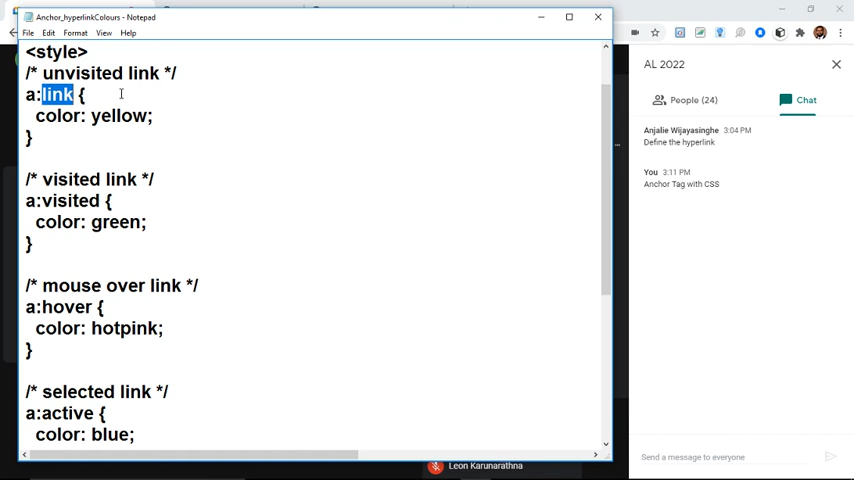 Anchor_hyperlinkColours - Notepad
File Edit Format View Help
<style>
/* unvisited link */
a:link {
color: yellow;
}
/* visited link */
a:visited {
color: green;
}
/* mouse over link */
a:hover {
color: hotpink;
}
/* selected link */
a:active {
color: blue;
AL 2022
People (24)
Chat
Anjalie Wijayasinghe 3:04 PM
Define the hyperlink
You 3:11 PM
Anchor Tag with CSS
Send a message to everyone
Leon Karunarathna